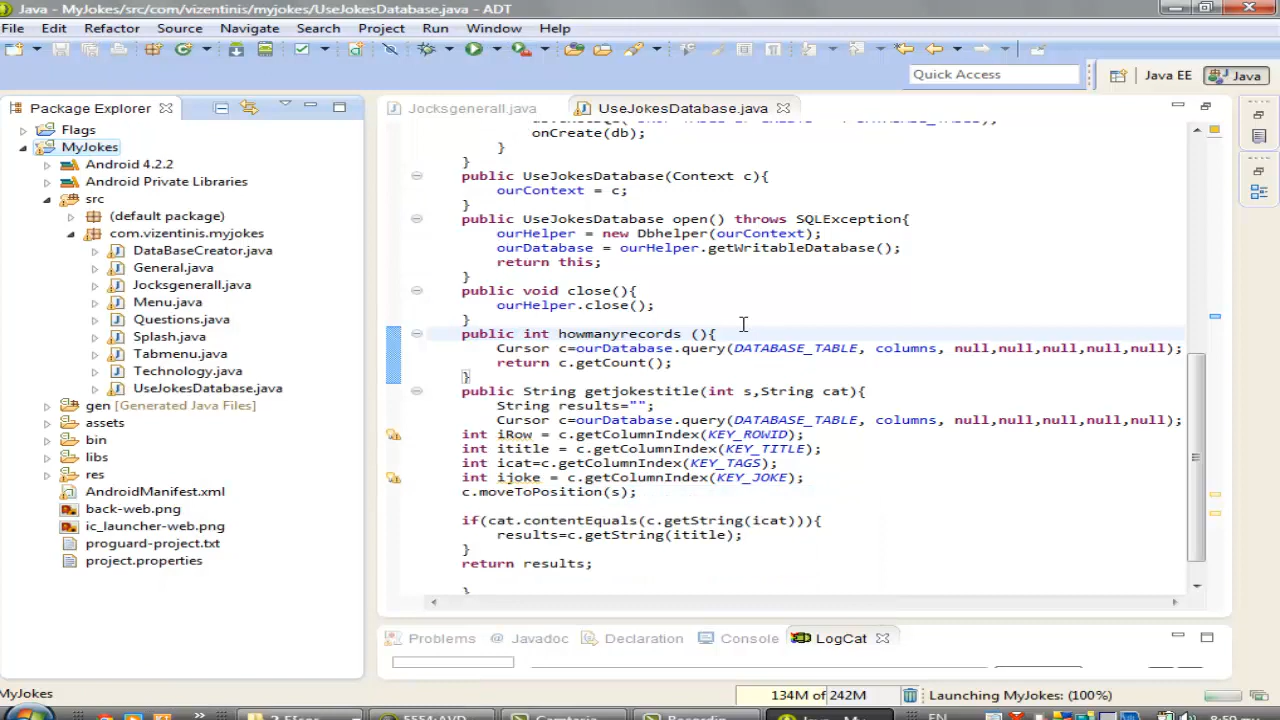 Java - MyJokes/src/com/vizentinis/myjokes/UseJokesDatabase.java - ADT
File Edit Refactor Source Navigate Search Project Run Window Help
Quick Access
Java EE
Java
Package Explorer
Flags
MyJokes
Android 4.2.2
Android Private Libraries
src
(default package)
com.vizentinis.myjokes
DataBaseCreator.java
General.java
Jocksgenerall.java
Menu.java
Questions.java
Splash.java
Tabmenu.java
Technology.java
UseJokesDatabase.java
gen [Generated Java Files]
assets
bin
libs
res
AndroidManifest.xml
back-web.png
ic_launcher-web.png
proguard-project.txt
project.properties
Jocksgenerall.java
UseJokesDatabase.java
onCreate(db);
}
}
public UseJokesDatabase(Context c){
ourContext = c;
}
public UseJokesDatabase open() throws SQLException{
ourHelper = new Dbhelper(ourContext);
ourDatabase = ourHelper.getWritableDatabase();
return this;
}
public void close(){
ourHelper.close();
}
public int howmanyrecords (){
Cursor c=ourDatabase.query(DATABASE_TABLE, columns, null,null,null,null,null);
return c.getCount();
}
public String getjokestitle(int s,String cat){
String results="";
Cursor c=ourDatabase.query(DATABASE_TABLE, columns, null,null,null,null,null);
int iRow = c.getColumnIndex(KEY_ROWID);
int ititle = c.getColumnIndex(KEY_TITLE);
int icat=c.getColumnIndex(KEY_TAGS);
int ijoke = c.getColumnIndex(KEY_JOKE);
c.moveToPosition(s);
if(cat.contentEquals(c.getString(icat))){
results=c.getString(ititle);
}
return results;
}
Problems @ Javadoc Declaration Console LogCat
MyJokes
134M of 242M
Launching MyJokes: (100%)
5554:AVD
EN